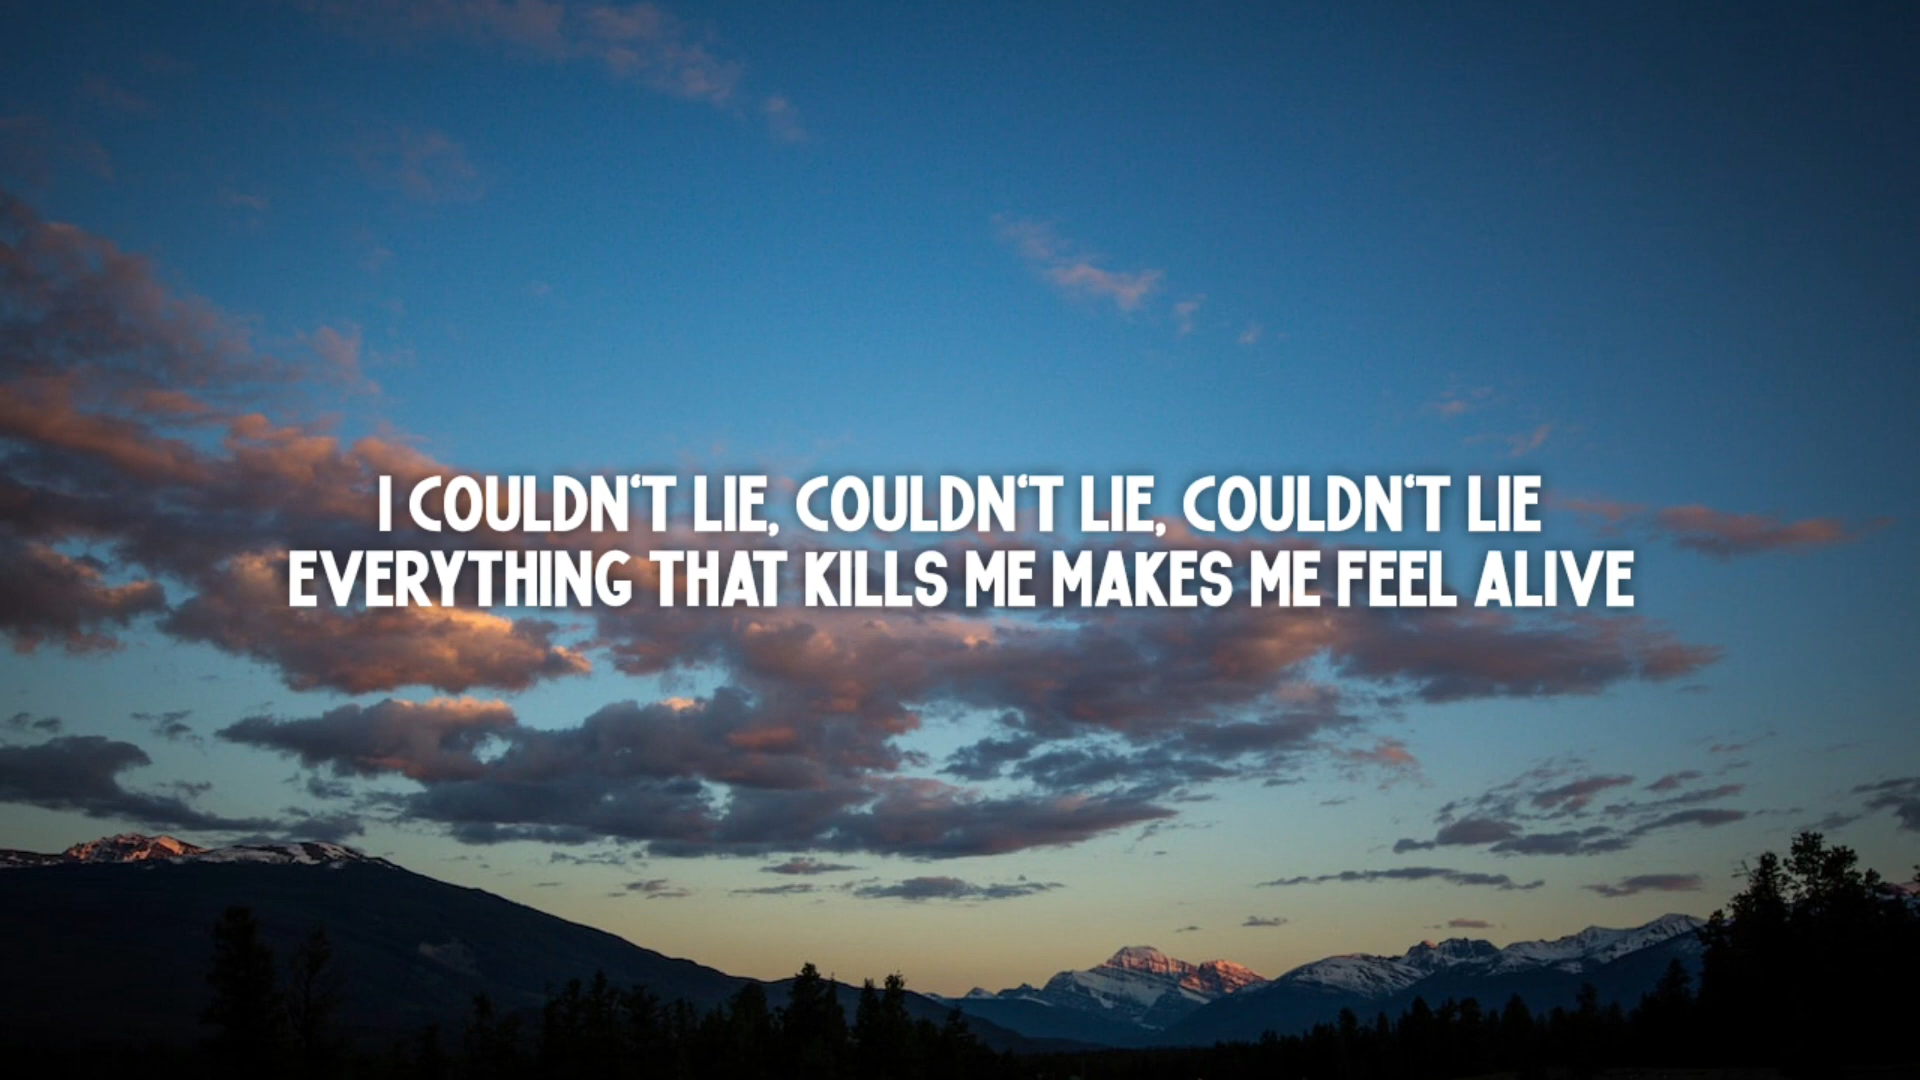 I COULDN‘T LIE, COULDN‘T LIE, COULDN‘T LIE
EVERYTHING THAT KILLS ME MAKES ME FEEL ALIVE